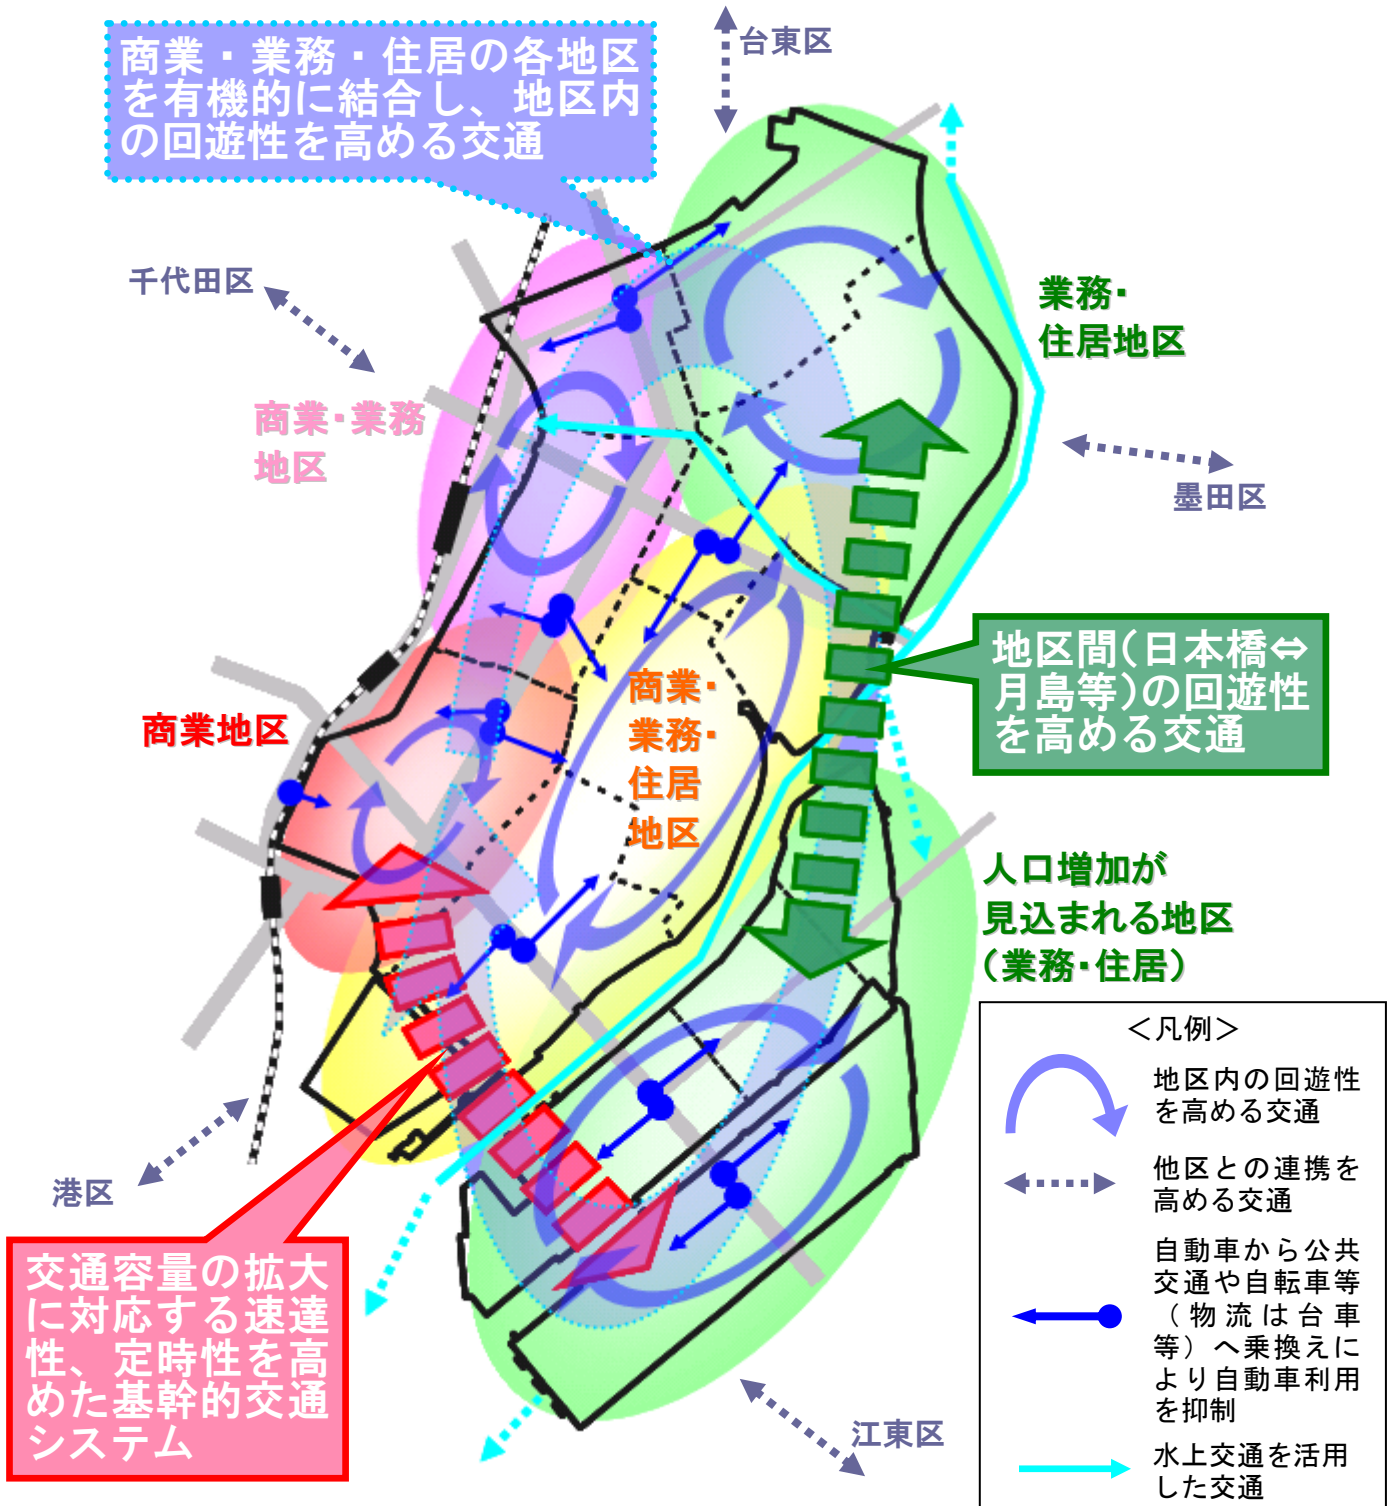 台東区
商業・業務・住居の各地区
を有機的に結合し、地区内
の回遊性を高める交通
千代田区
業務・
住居地区
商業・業務
地区
墨田区
地区間(日本橋⇔
月島等)の回遊性
を高める交通
商業・
業務・
住居
地区
商業地区
人口増加が
見込まれる地区
(業務・住居)
港区
交通容量の拡大
に対応する速達
性、定時性を高
めた基幹的交通
システム
江東区
＜凡例＞
地区内の回遊性
を高める交通
他区との連携を
高める交通
自動車から公共
交通や自転車等
（物流は台車
等）へ乗換えに
より自動車利用
を抑制
水上交通を活用
した交通